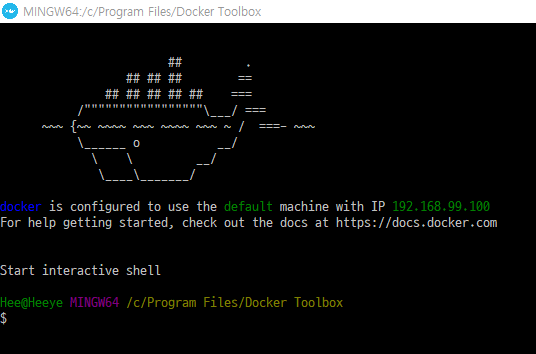 MINGW64:/c/Program Files/Docker Toolbox
##         .
## ## ##        ==
## ## ## ## ##    ===
/"""""""""""""""""\___/ ===
~~~ {~~ ~~~~ ~~~ ~~~~ ~~~ ~ /  ===- ~~~
\______ o           __/
\    \         __/
\____\_______/
docker is configured to use the default machine with IP 192.168.99.100
For help getting started, check out the docs at https://docs.docker.com
Start interactive shell
Hee@Heeye MINGW64 /c/Program Files/Docker Toolbox
$